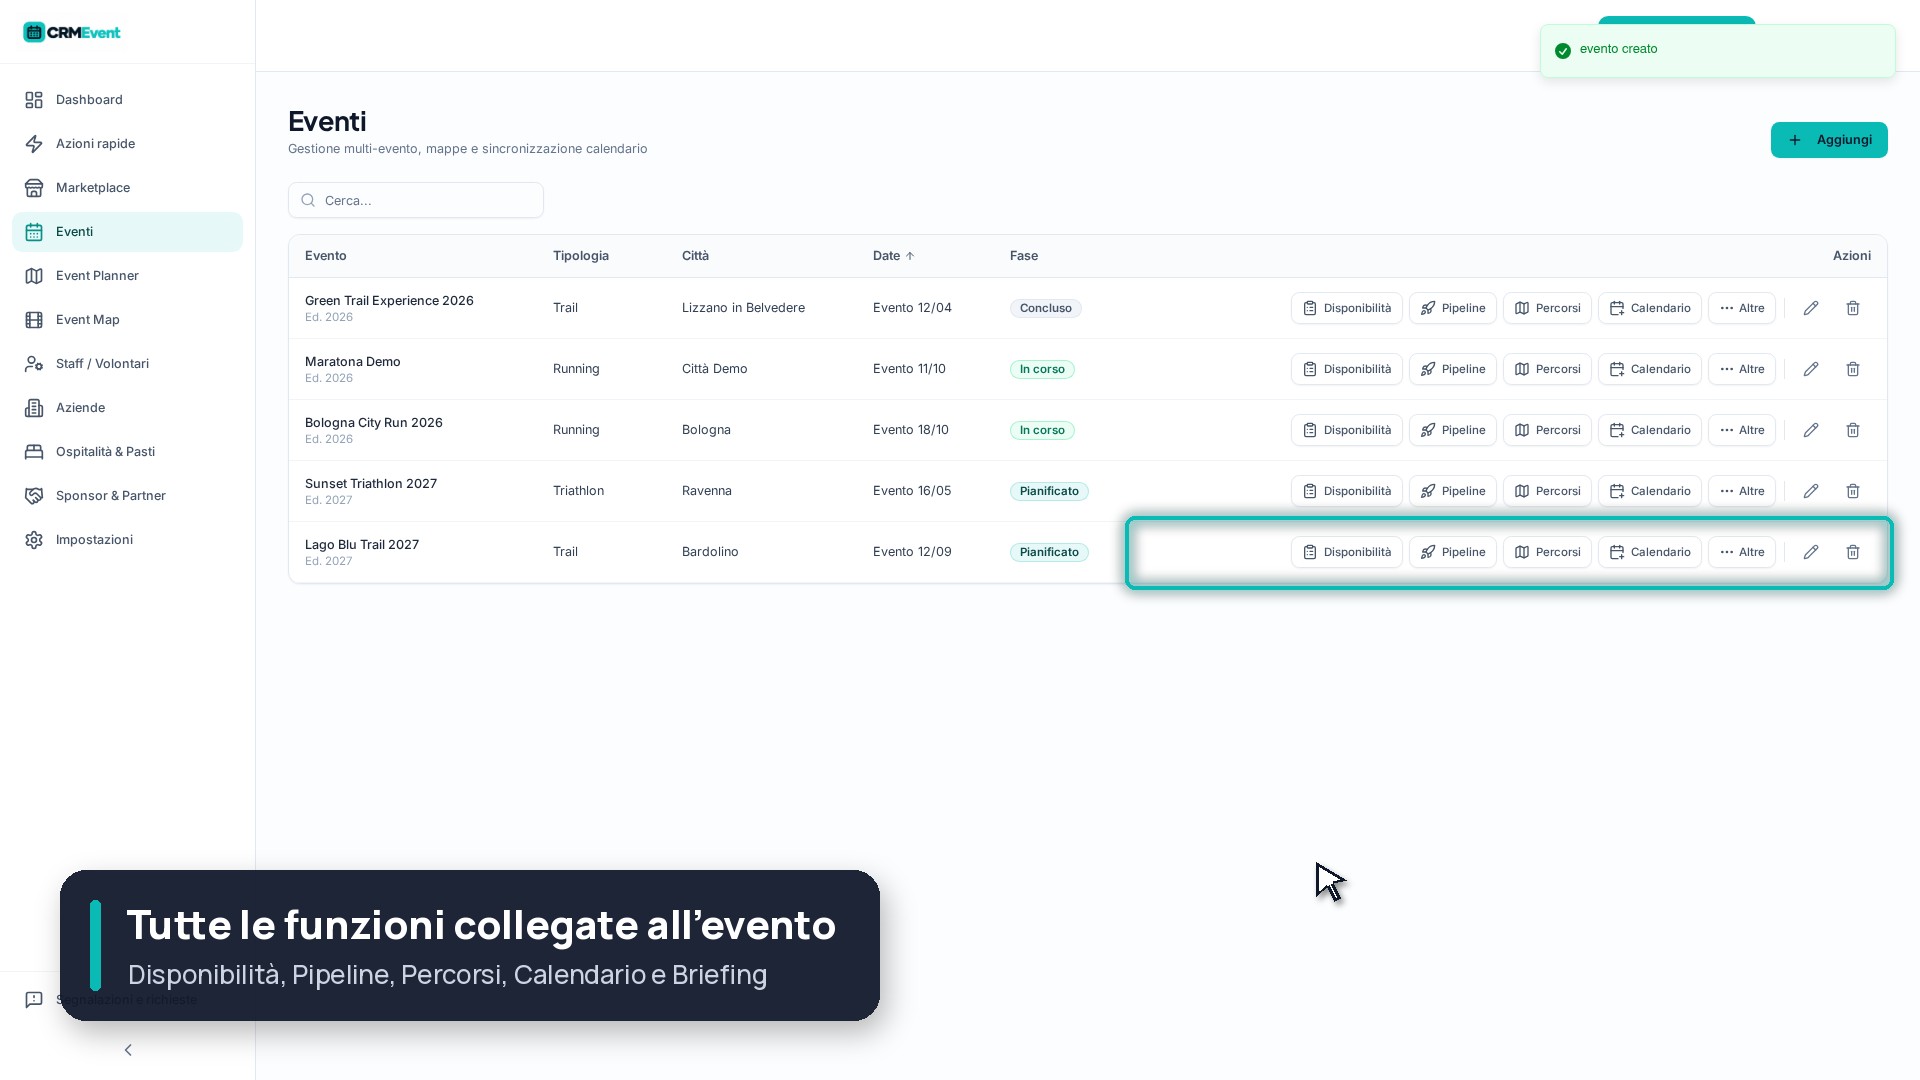 CRMEvent
evento creato
Dashboard
Azioni rapide
Marketplace
Eventi
Event Planner
Event Map
Staff / Volontari
Aziende
Ospitalità & Pasti
Sponsor & Partner
Impostazioni
Segnalazioni e richieste
Eventi
Gestione multi-evento, mappe e sincronizzazione calendario
Aggiungi
Cerca...
Evento Tipologia Città Date Fase Azioni
Green Trail Experience 2026 Trail Lizzano in Belvedere Evento 12/04 Concluso Disponibilità Pipeline Percorsi Calendario Altre
Ed. 2026
Maratona Demo Running Città Demo Evento 11/10 In corso Disponibilità Pipeline Percorsi Calendario Altre
Ed. 2026
Bologna City Run 2026 Running Bologna Evento 18/10 In corso Disponibilità Pipeline Percorsi Calendario Altre
Ed. 2026
Sunset Triathlon 2027 Triathlon Ravenna Evento 16/05 Pianificato Disponibilità Pipeline Percorsi Calendario Altre
Ed. 2027
Lago Blu Trail 2027 Trail Bardolino Evento 12/09 Pianificato Disponibilità Pipeline Percorsi Calendario Altre
Ed. 2027
Tutte le funzioni collegate all'evento
Disponibilità, Pipeline, Percorsi, Calendario e Briefing